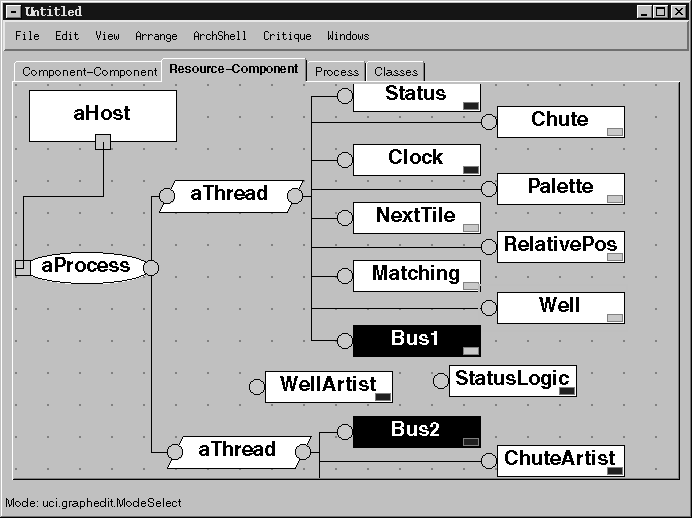 Untitled
File Edit View Arrange ArchShell Critique Windows
Component-Component Resource-Component Process Classes
Status
aHost
Chute
Clock
Palette
aThread
NextTile
RelativePos
aProcess
Matching
Well
Bus1
WellArtist
StatusLogic
Bus2
aThread
ChuteArtist
Mode: uci.graphedit.ModeSelect